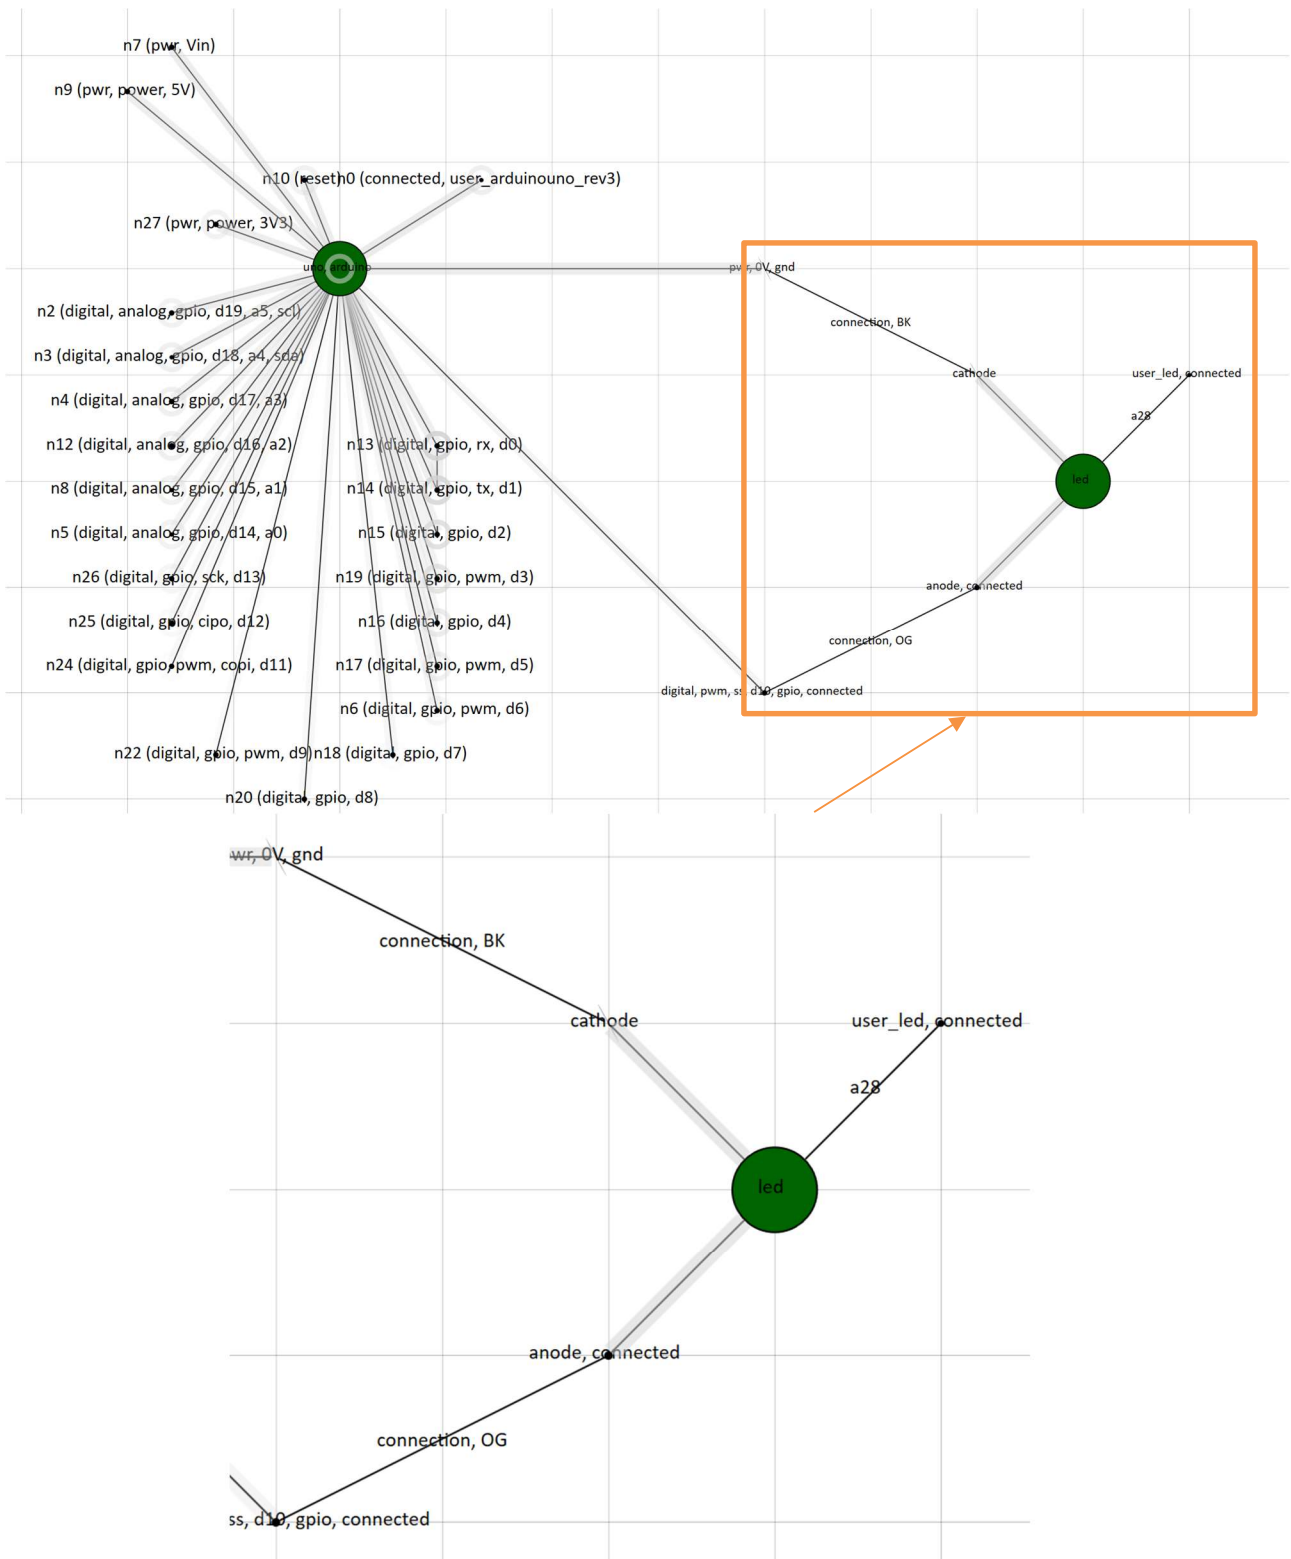 n7 (pwr, Vin)
n9 (pwr, power, 5V)
n10 (reset)
n0 (connected, user_arduinouno_rev3)
n27 (pwr, power, 3V3)
uno, arduino
pwr, 0V, gnd
n2 (digital, analog, gpio, d19, a5, scl)
connection, BK
n3 (digital, analog, gpio, d18, a4, sda)
cathode
user_led, connected
n4 (digital, analog, gpio, d17, a3)
a28
n12 (digital, analog, gpio, d16, a2)
n13 (digital, gpio, rx, d0)
led
n8 (digital, analog, gpio, d15, a1)
n14 (digital, gpio, tx, d1)
n5 (digital, analog, gpio, d14, a0)
n15 (digital, gpio, d2)
n26 (digital, gpio, sck, d13)
n19 (digital, gpio, pwm, d3)
anode, connected
n25 (digital, gpio, cipo, d12)
n16 (digital, gpio, d4)
connection, OG
n24 (digital, gpio, pwm, copi, d11)
n17 (digital, gpio, pwm, d5)
digital, pwm, ss, d10, gpio, connected
n6 (digital, gpio, pwm, d6)
n22 (digital, gpio, pwm, d9)
n18 (digital, gpio, d7)
n20 (digital, gpio, d8)
wr, 0V, gnd
connection, BK
cathode
user_led, connected
a28
led
anode, connected
connection, OG
ss, d10, gpio, connected